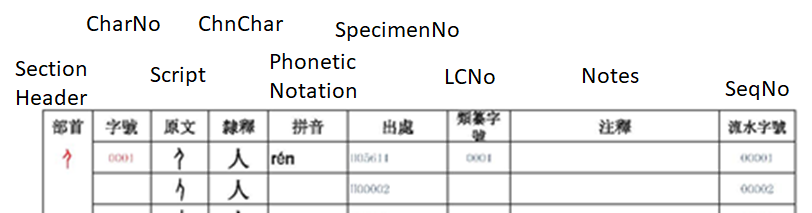 CharNo ChnChar SpecimenNo
Section Header Script Phonetic Notation LCNo Notes SeqNo
部首 字號 原文 隸釋 拼音 出處 類纂字號 注釋 流水字號
0001 人 rén 0001 00001
人 00002